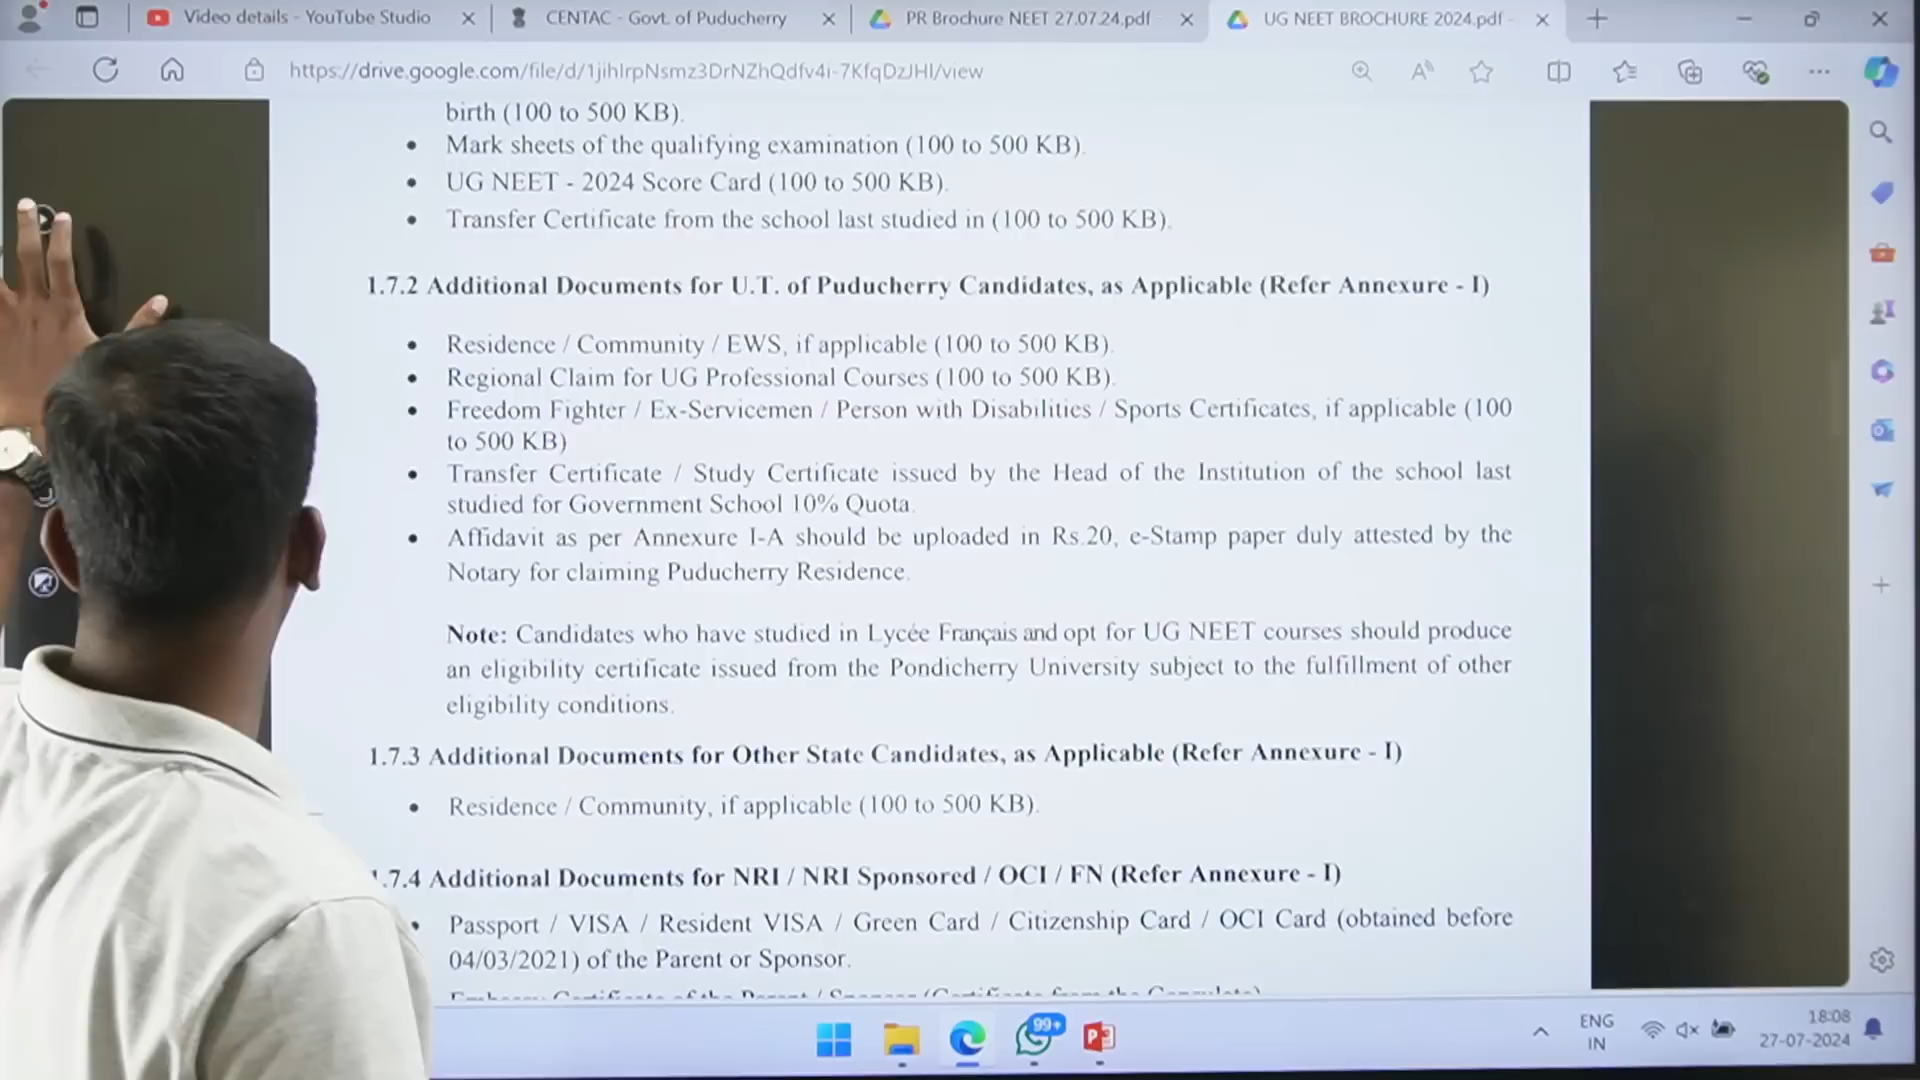 Video details - YouTube Studio
CENTAC - Govt. of Puducherry
PR Brochure NEET 27.07.24.pdf
UG NEET BROCHURE 2024.pdf -
https://drive.google.com/file/d/1jihIrpNsmz3DrNZhQdfv4i-7KfqDzJHI/view
birth (100 to 500 KB).
• Mark sheets of the qualifying examination (100 to 500 KB).
• UG NEET - 2024 Score Card (100 to 500 KB).
• Transfer Certificate from the school last studied in (100 to 500 KB).
1.7.2 Additional Documents for U.T. of Puducherry Candidates, as Applicable (Refer Annexure - I)
• Residence / Community / EWS, if applicable (100 to 500 KB).
• Regional Claim for UG Professional Courses (100 to 500 KB).
• Freedom Fighter / Ex-Servicemen / Person with Disabilities / Sports Certificates, if applicable (100
to 500 KB)
• Transfer Certificate / Study Certificate issued by the Head of the Institution of the school last
studied for Government School 10% Quota.
• Affidavit as per Annexure I-A should be uploaded in Rs.20, e-Stamp paper duly attested by the
Notary for claiming Puducherry Residence.
Note: Candidates who have studied in Lycée Français and opt for UG NEET courses should produce
an eligibility certificate issued from the Pondicherry University subject to the fulfillment of other
eligibility conditions.
1.7.3 Additional Documents for Other State Candidates, as Applicable (Refer Annexure - I)
• Residence / Community, if applicable (100 to 500 KB).
.7.4 Additional Documents for NRI / NRI Sponsored / OCI / FN (Refer Annexure - I)
• Passport / VISA / Resident VISA / Green Card / Citizenship Card / OCI Card (obtained before
04/03/2021) of the Parent or Sponsor.
99+
ENG
IN
18:08
27-07-2024